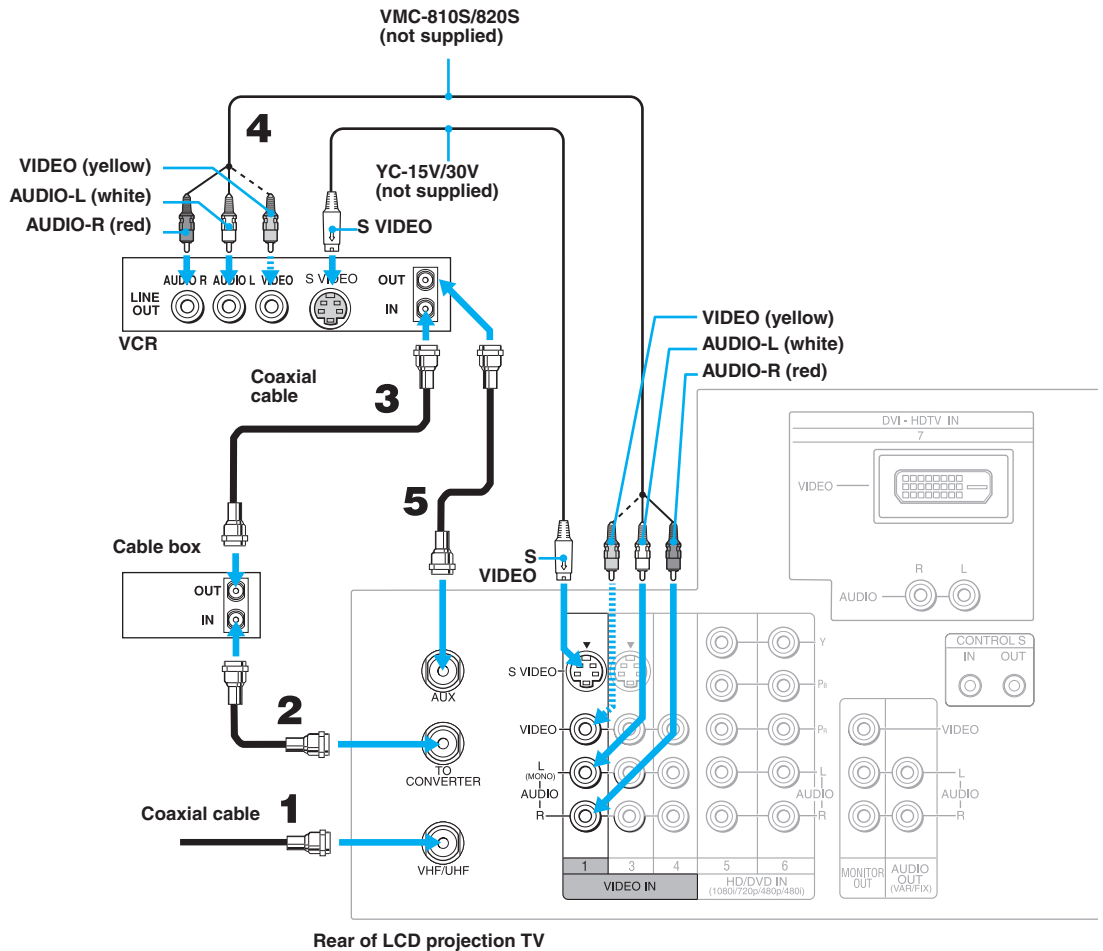 VMC-810S/820S
(not supplied)
4
VIDEO (yellow)
AUDIO-L (white)
AUDIO-R (red)
YC-15V/30V
(not supplied)
S VIDEO
AUDIO R AUDIO L VIDEO S VIDEO OUT
LINE
OUT
IN
VCR
VIDEO (yellow)
AUDIO-L (white)
AUDIO-R (red)
Coaxial
cable
3
5
DVI - HDTV IN
7
VIDEO
Cable box
S
VIDEO
OUT
IN
R L
AUDIO
CONTROL S
IN OUT
S VIDEO
Y
PB
PR
AUX
2
VIDEO
VIDEO
TO
CONVERTER
L
(MONO)
AUDIO
R
L
AUDIO
R
L
AUDIO
R
Coaxial cable
1
VHF/UHF
1 3 4 5 6
VIDEO IN
HD/DVD IN
(1080i/720p/480p/480i)
MONITOR
OUT
AUDIO
OUT
(VAR/FIX)
Rear of LCD projection TV